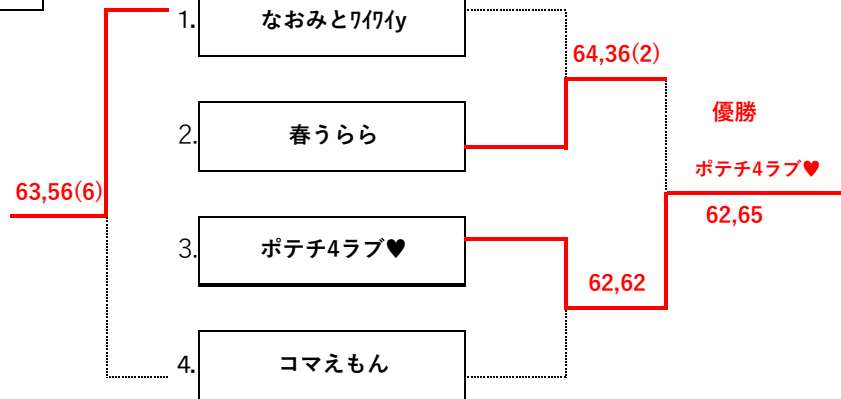 1. なおみとﾜｲﾜｲy
64,36(2)
優勝
2. 春うらら
ポテチ4ラブ♥
63,56(6)
62,65
3. ポテチ4ラブ♥
62,62
4. コマえもん